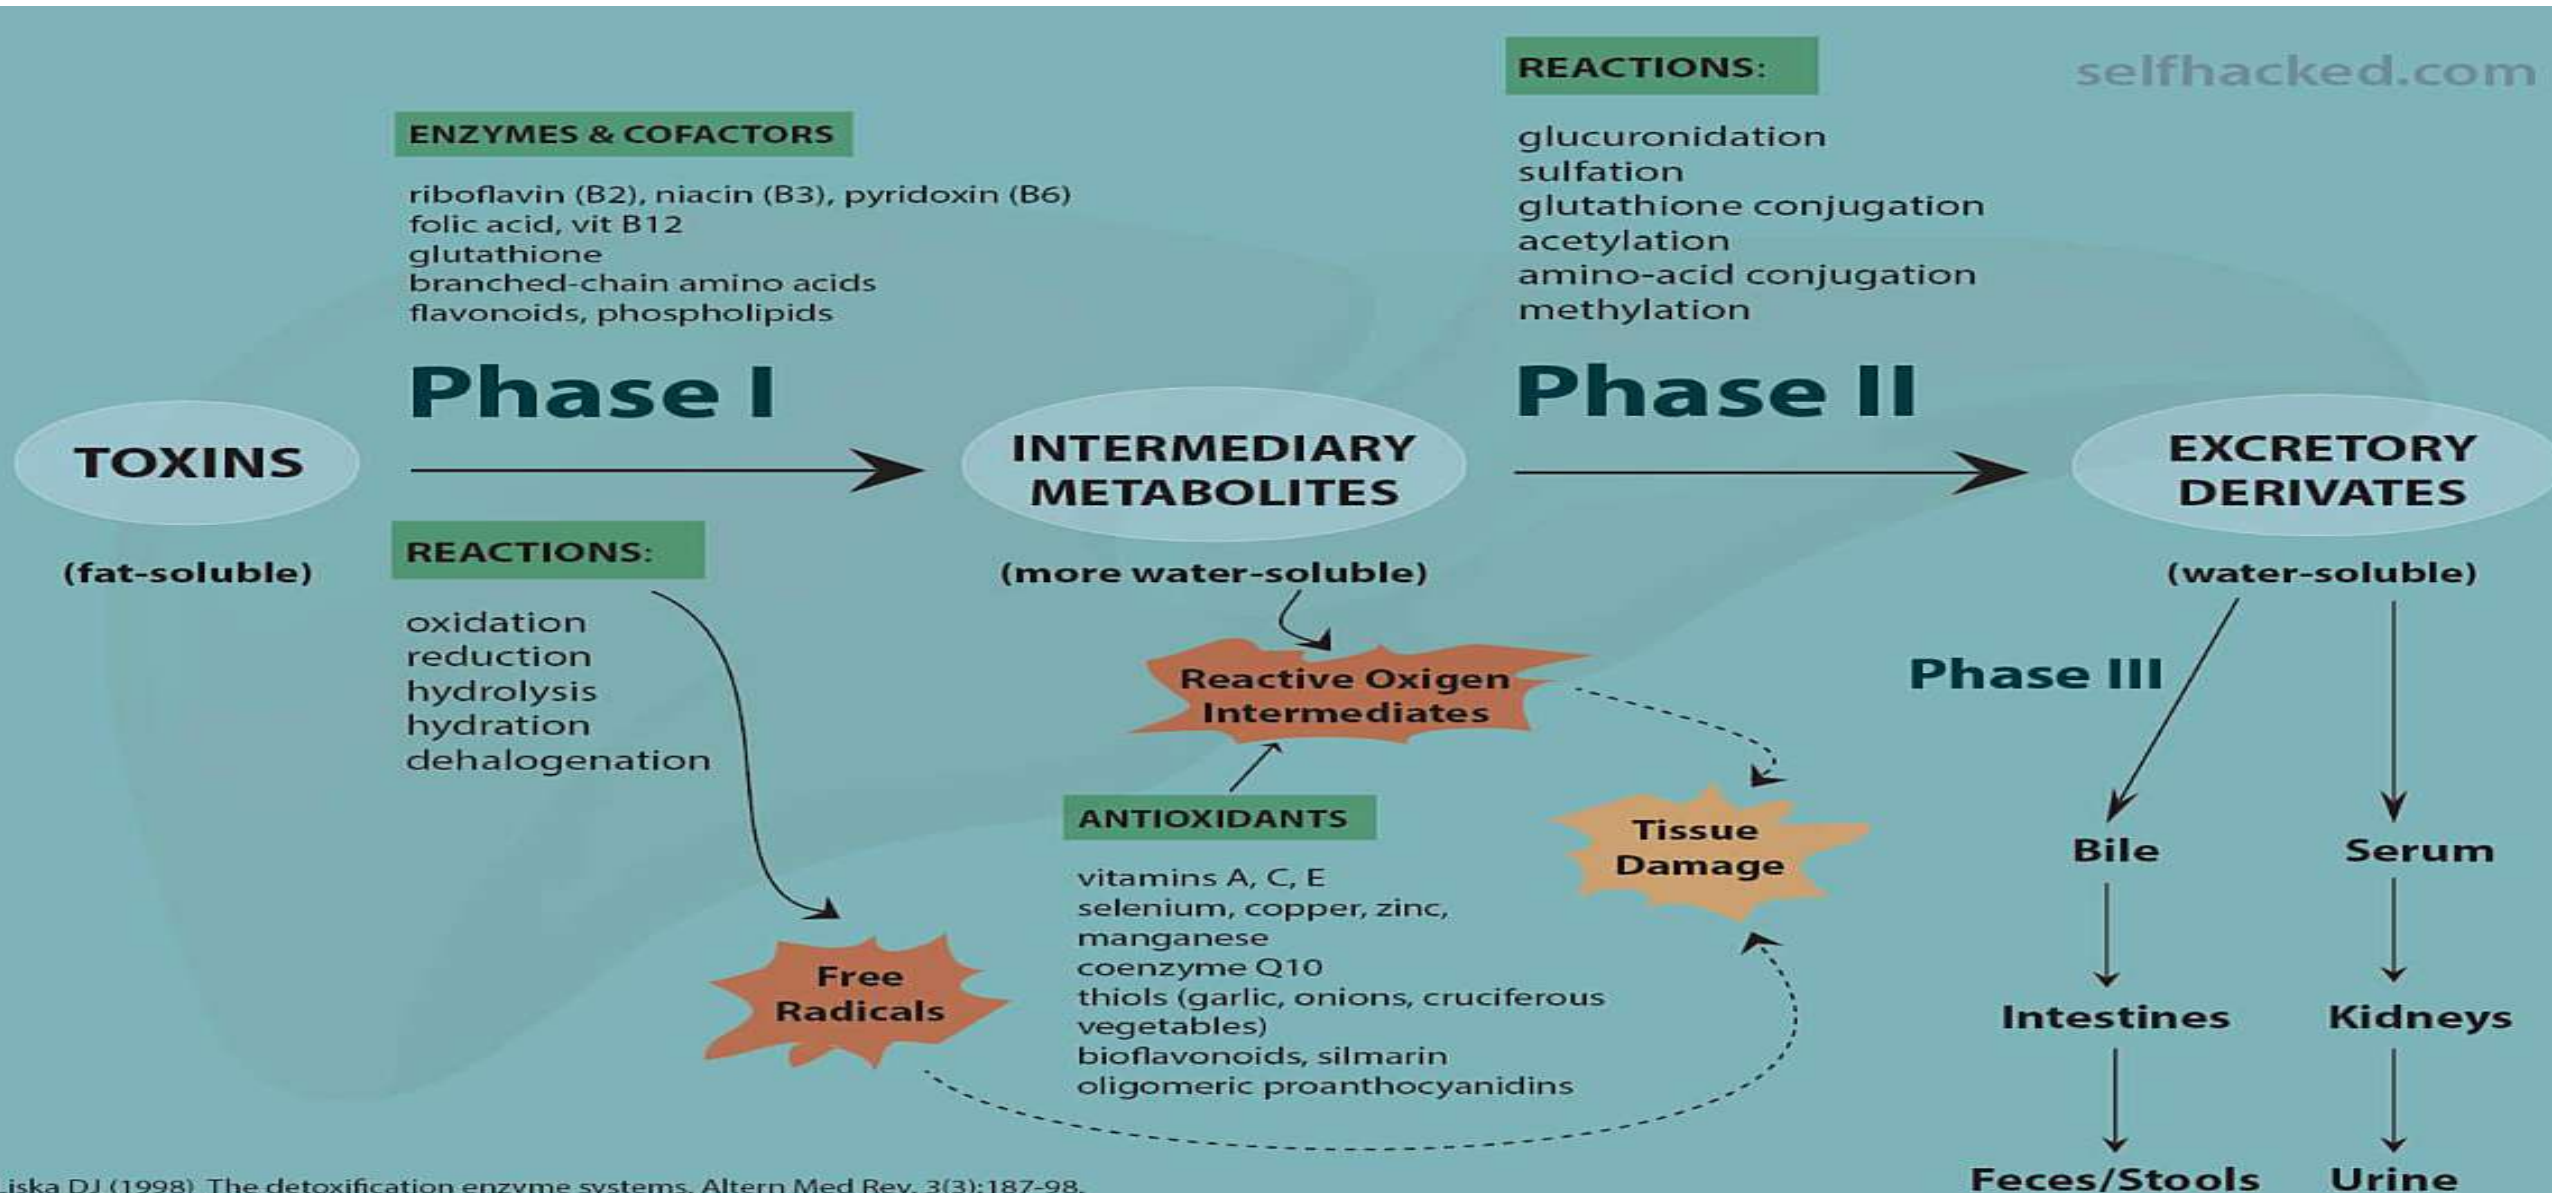 selfhacked.com
ENZYMES & COFACTORS
riboflavin (B2), niacin (B3), pyridoxin (B6)
folic acid, vit B12
glutathione
branched-chain amino acids
flavonoids, phospholipids
REACTIONS:
glucuronidation
sulfation
glutathione conjugation
acetylation
amino-acid conjugation
methylation
Phase I
Phase II
TOXINS
(fat-soluble)
INTERMEDIARY
METABOLITES
(more water-soluble)
EXCRETORY
DERIVATES
(water-soluble)
REACTIONS:
oxidation
reduction
hydrolysis
hydration
dehalogenation
Reactive Oxigen
Intermediates
Phase III
ANTIOXIDANTS
vitamins A, C, E
selenium, copper, zinc,
manganese
coenzyme Q10
thiols (garlic, onions, cruciferous
vegetables)
bioflavonoids, silmarin
oligomeric proanthocyanidins
Tissue
Damage
Free
Radicals
Bile
Serum
Intestines
Kidneys
Feces/Stools
Urine
Liska DJ (1998) The detoxification enzyme systems. Altern Med Rev. 3(3):187-98.